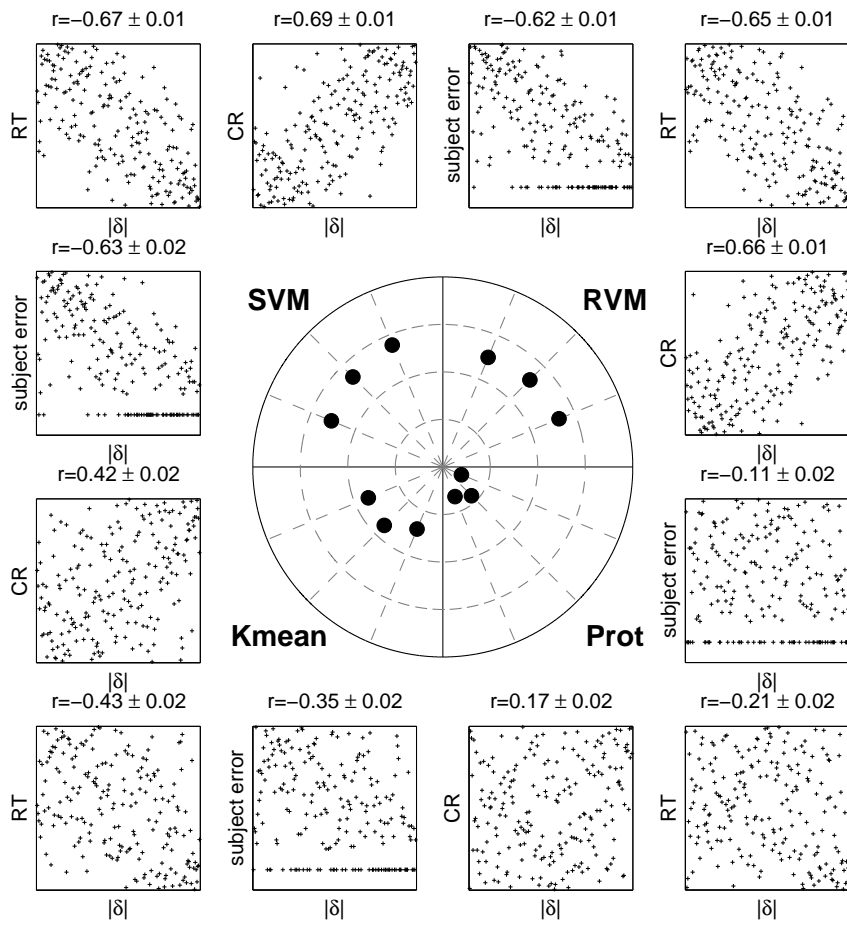 r=−0.67 ± 0.01
RT
|δ|
r=0.69 ± 0.01
CR
|δ|
r=−0.62 ± 0.01
subject error
|δ|
r=−0.65 ± 0.01
RT
|δ|
r=−0.63 ± 0.02
subject error
|δ|
SVM
RVM
r=0.66 ± 0.01
CR
|δ|
r=0.42 ± 0.02
CR
|δ|
Kmean
Prot
r=−0.11 ± 0.02
subject error
|δ|
r=−0.43 ± 0.02
RT
|δ|
r=−0.35 ± 0.02
subject error
|δ|
r=0.17 ± 0.02
CR
|δ|
r=−0.21 ± 0.02
RT
|δ|